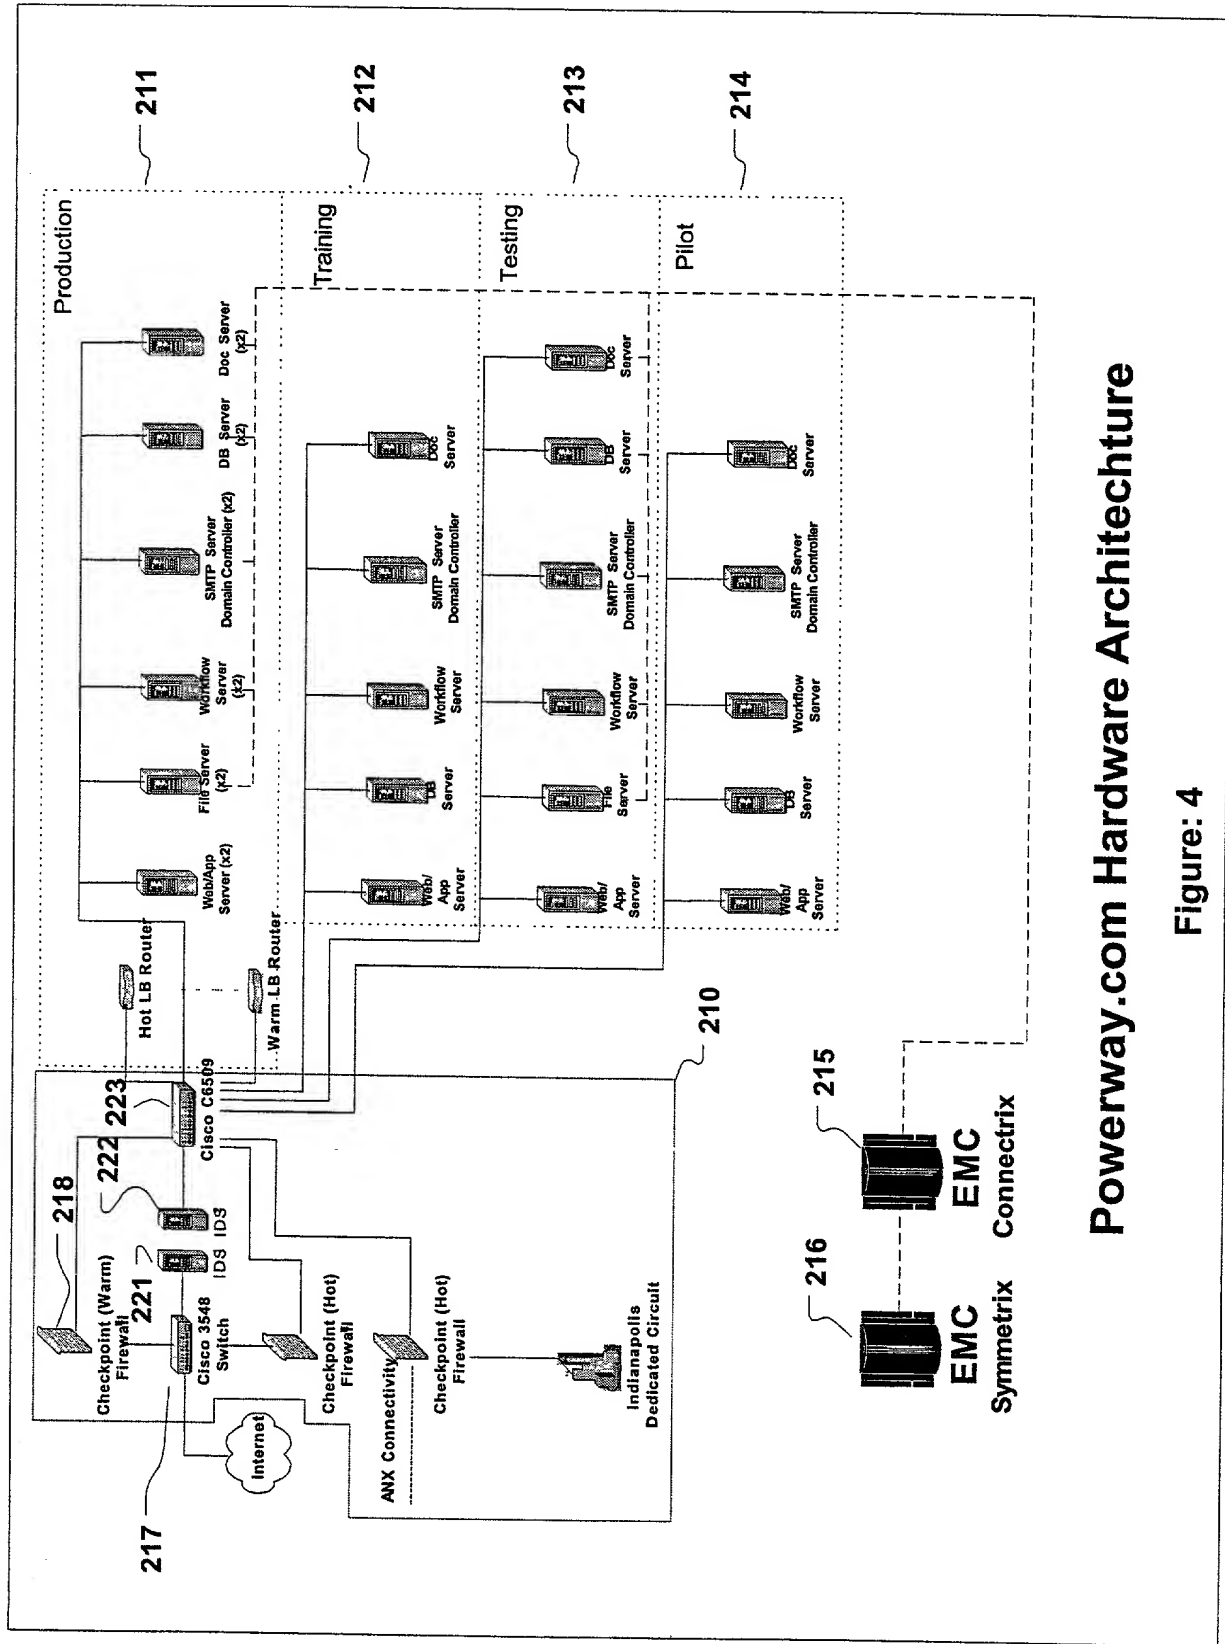 211
212
213
214
Production
Doc Server
(x2)
DB Server
(x2)
SMTP Server
Domain Controller (x2)
Workflow
Server
(x2)
File Server
(x2)
Web/App
Server (x2)
Hot LB Router
Warm LB Router
Training
Doc
Server
SMTP Server
Domain Controller
Workflow
Server
DB
Server
Web/
App
Server
Testing
Doc
Server
DB
Server
SMTP Server
Domain Controller
Workflow
Server
File
Server
Web/
App
Server
Pilot
Doc
Server
SMTP Server
Domain Controller
Workflow
Server
DB
Server
Web/
App
Server
210
223
Cisco C6509
222
218
IDS
IDS
221
Checkpoint (Warm)
Firewall
Cisco 3548
Switch
217
Internet
Checkpoint (Hot)
Firewall
ANX Connectivity
Checkpoint (Hot)
Firewall
Indianapolis
Dedicated Circuit
215
EMC
Connectrix
216
EMC
Symmetrix
Powerway.com Hardware Architechture
Figure: 4